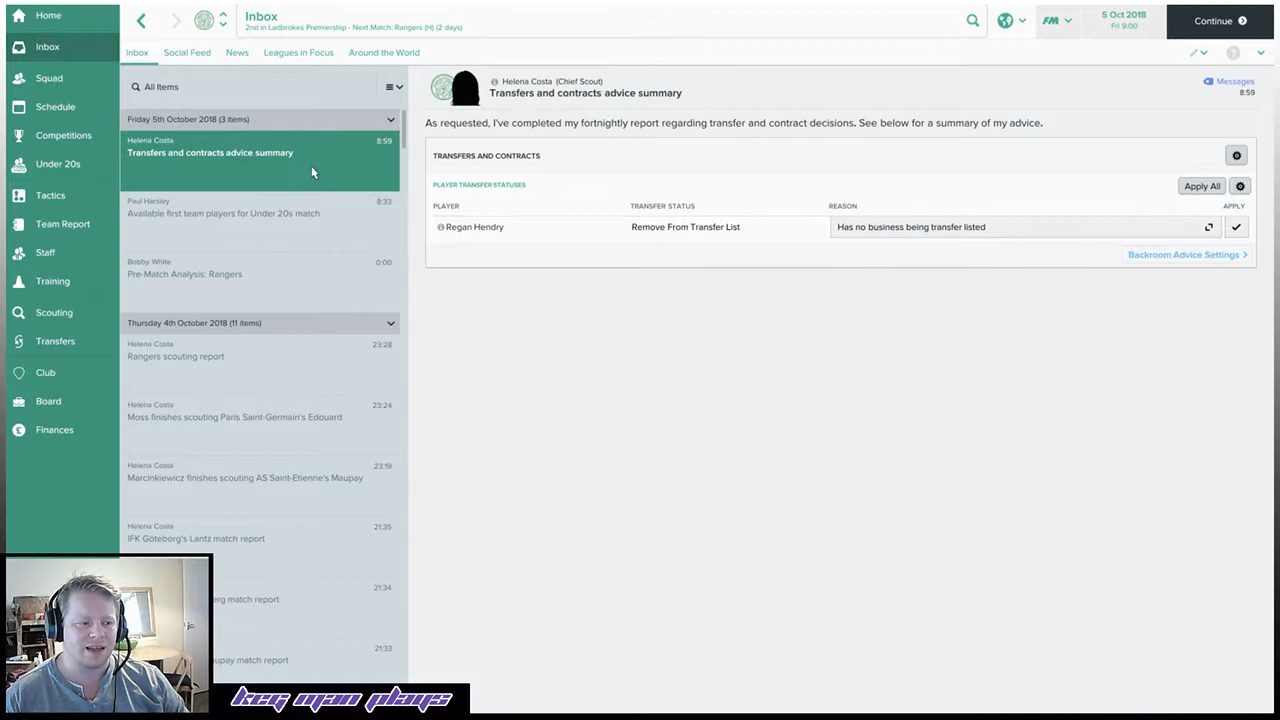 Home
Inbox
Squad
Schedule
Competitions
Under 20s
Tactics
Team Report
Staff
Training
Scouting
Transfers
Club
Board
Finances
Inbox
2nd in Ladbrokes Premiership - Next Match: Rangers (H) (2 days)
FM
5 Oct 2018
Fri 9:00
Continue
Inbox
Social Feed
News
Leagues in Focus
Around the World
All Items
Friday 5th October 2018 (3 items)
Helena Costa 8:59
Transfers and contracts advice summary
Paul Harsley 8:33
Available first team players for Under 20s match
Bobby White 0:00
Pre-Match Analysis: Rangers
Thursday 4th October 2018 (11 items)
Helena Costa 23:28
Rangers scouting report
Helena Costa 23:24
Moss finishes scouting Paris Saint-Germain's Edouard
Helena Costa 23:19
Marcinkiewicz finishes scouting AS Saint-Etienne's Maupay
Helena Costa 21:35
IFK Göteborg's Lantz match report
21:34
erg match report
21:33
aupay match report
Helena Costa (Chief Scout)
Transfers and contracts advice summary
Messages
8:59
As requested, I've completed my fortnightly report regarding transfer and contract decisions. See below for a summary of my advice.
TRANSFERS AND CONTRACTS
PLAYER TRANSFER STATUSES
Apply All
PLAYER TRANSFER STATUS REASON APPLY
Regan Hendry Remove From Transfer List Has no business being transfer listed
Backroom Advice Settings
keg man plays